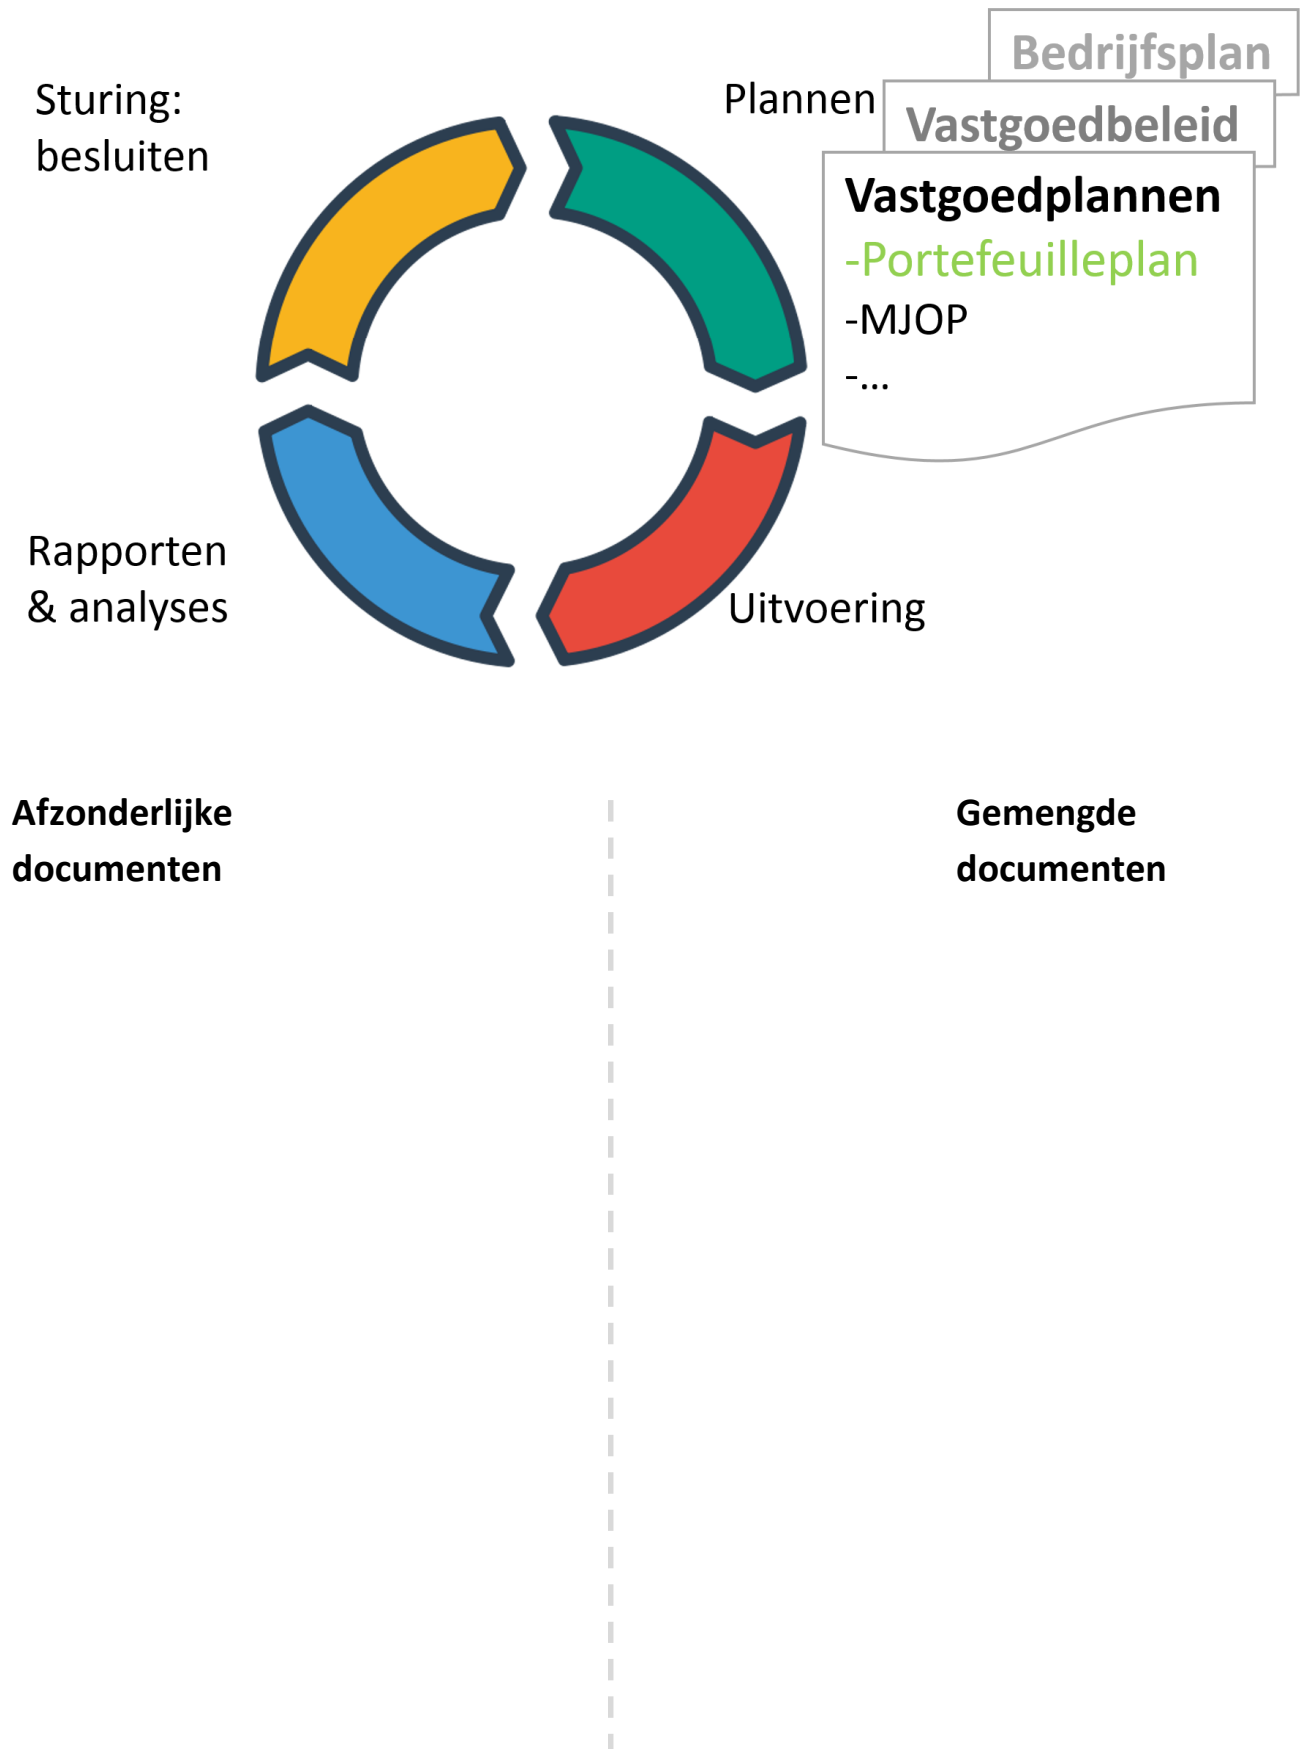 Bedrijfsplan
Sturing:
besluiten
Plannen
Vastgoedbeleid
Vastgoedplannen
-Portefeuilleplan
-MJOP
-...
Rapporten
& analyses
Uitvoering
Afzonderlijke
documenten
Gemengde
documenten